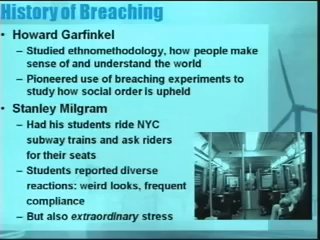 History of Breaching
• Howard Garfinkel
– Studied ethnomethodology, how people make
sense of and understand the world
– Pioneered use of breaching experiments to
study how social order is upheld
• Stanley Milgram
– Had his students ride NYC
subway trains and ask riders
for their seats
– Students reported diverse
reactions: weird looks, frequent
compliance
– But also extraordinary stress